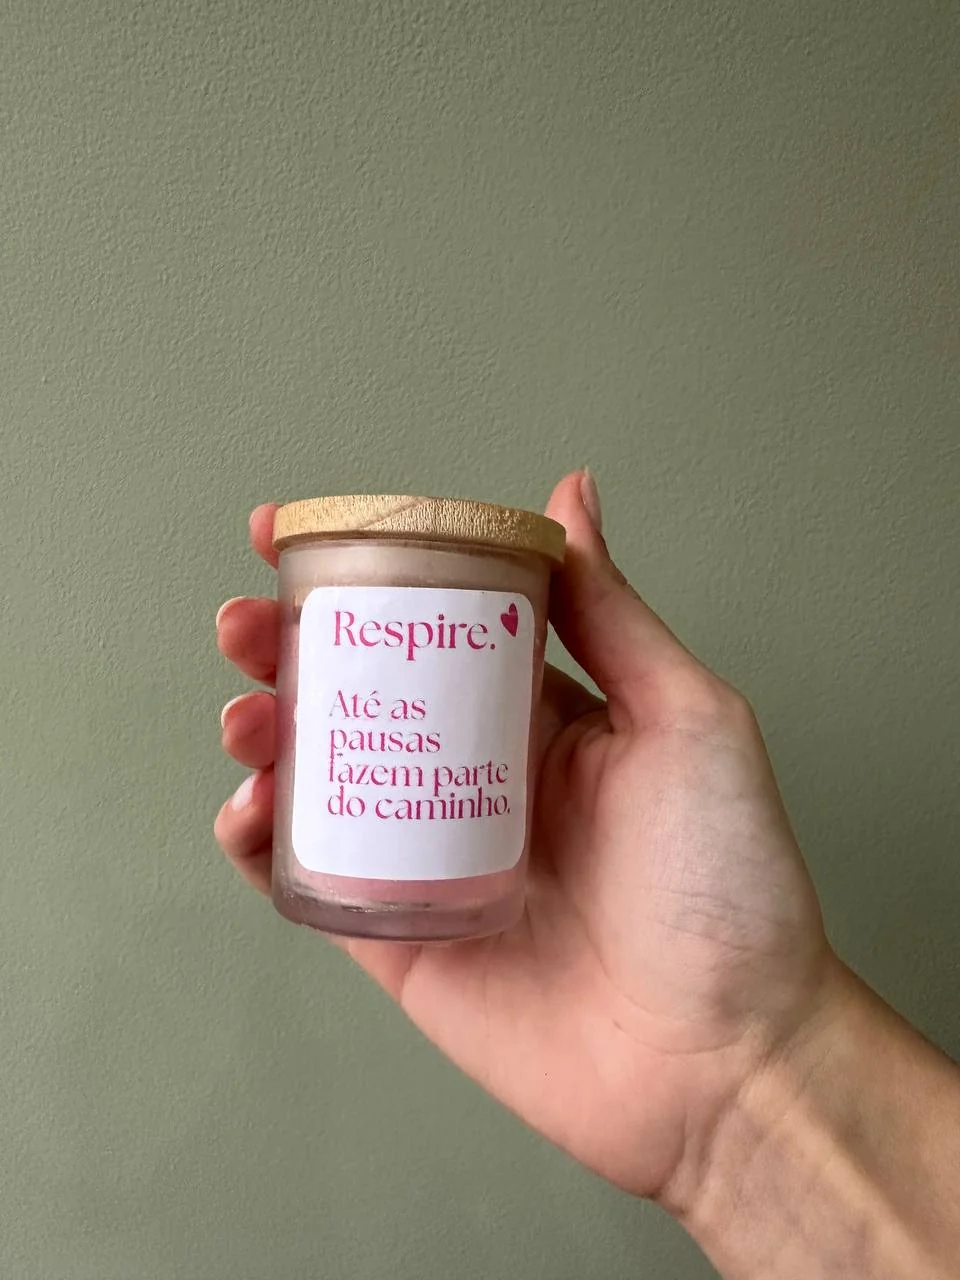 Respire.
Até as
pausas
fazem parte
do caminho.